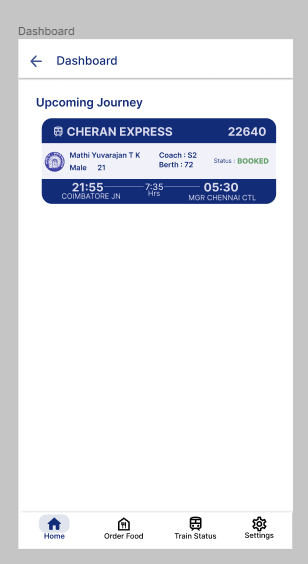 Dashboard
Dashboard
Upcoming Journey
CHERAN EXPRESS 22640
Mathi Yuvarajan T K Coach : S2 Status : BOOKED
Male 21 Berth : 72
21:55 7:35 Hrs 05:30
COIMBATORE JN MGR CHENNAI CTL
Home Order Food Train Status Settings